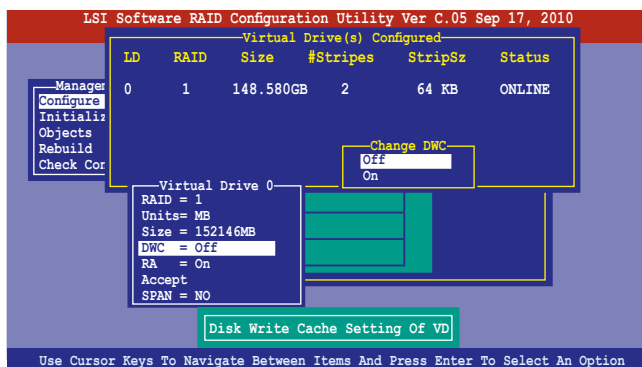 LSI Software RAID Configuration Utility Ver C.05 Sep 17, 2010
Virtual Drive(s) Configured
LD RAID Size #Stripes StripSz Status
0 1 148.580GB 2 64 KB ONLINE
Managem
Configure
Initializ
Objects
Rebuild
Check Con
Change DWC
Off
On
Virtual Drive 0
RAID = 1
Units= MB
Size = 152146MB
DWC = Off
RA = On
Accept
SPAN = NO
Disk Write Cache Setting Of VD
Use Cursor Keys To Navigate Between Items And Press Enter To Select An Option